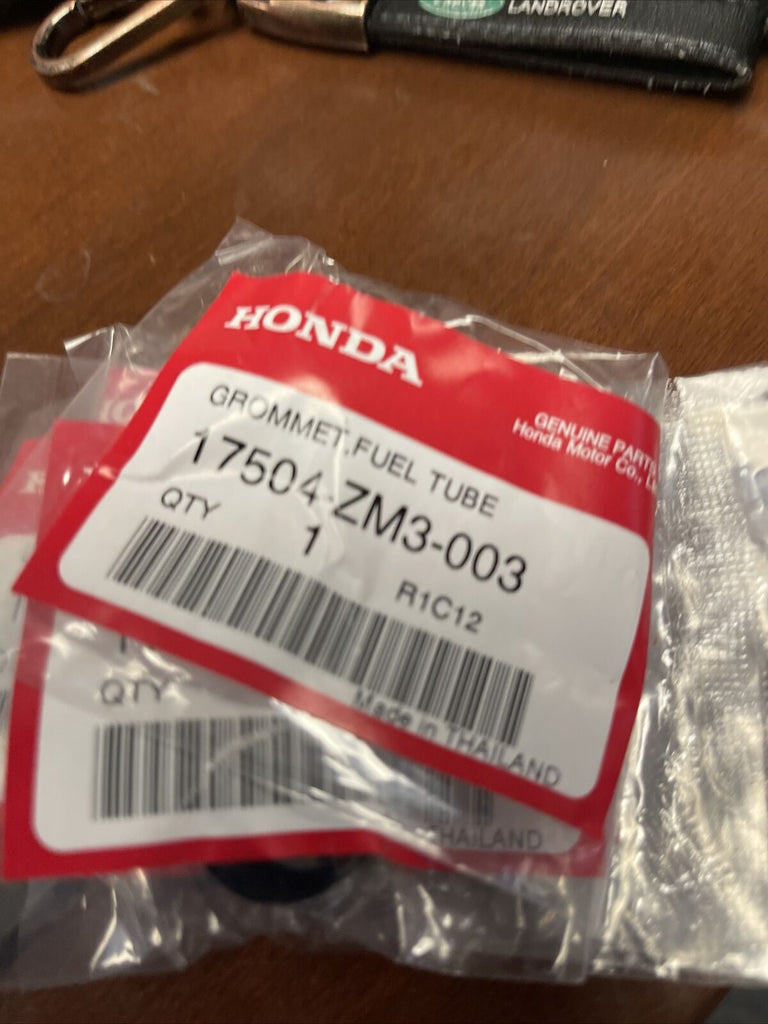 LANDROVER
HONDA
GENUINE PARTS
Honda Motor Co., L
GROMMET,FUEL TUBE
17504-ZM3-003
QTY 1
R1C12
Made in THAILAND
QTY
THAILAND